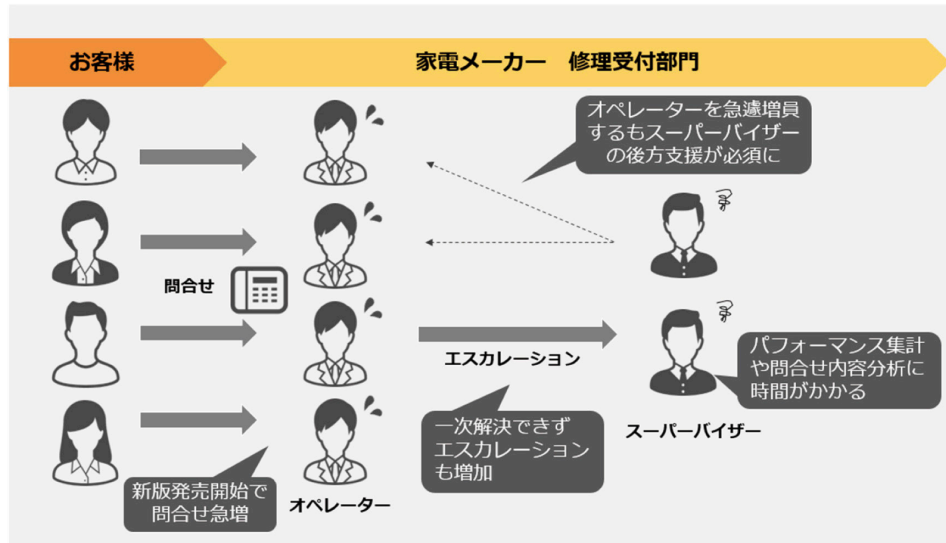 お客様
家電メーカー　修理受付部門
オペレーターを急遽増員
するもスーパーバイザー
の後方支援が必須に
問合せ
エスカレーション
パフォーマンス集計
や問合せ内容分析に
時間がかかる
スーパーバイザー
一次解決できず
エスカレーション
も増加
新版発売開始で
問合せ急増
オペレーター